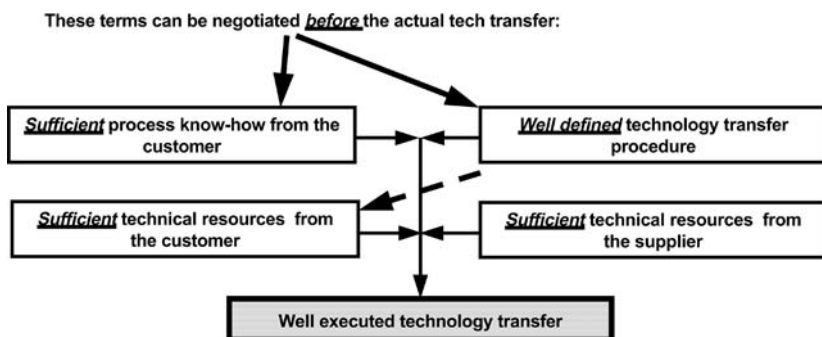 These terms can be negotiated before the actual tech transfer:
Sufficient process know-how from the
customer
Well defined technology transfer
procedure
Sufficient technical resources from
the customer
Sufficient technical resources from
the supplier
Well executed technology transfer